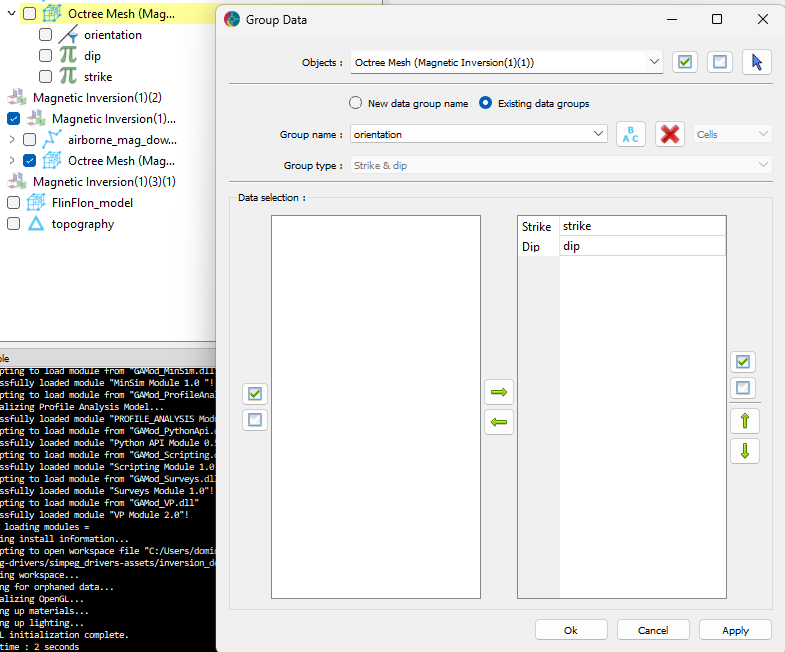 Octree Mesh (Mag...
orientation
dip
strike
Magnetic Inversion(1)(2)
Magnetic Inversion(1)...
airborne_mag_dow...
Octree Mesh (Mag...
Magnetic Inversion(1)(3)(1)
FlinFlon_model
topography
Group Data
Objects :
Octree Mesh (Magnetic Inversion(1)(1))
New data group name
Existing data groups
Group name :
orientation
B
A C
Cells
Group type :
Strike & dip
Data selection :
Strike
strike
Dip
dip
Ok
Cancel
Apply
ole
pting to load module from "GAMod_MinSim.dll
ssfully loaded module "MinSim Module 1.0 "!
pting to load module from "GAMod_ProfileAnal
alizing Profile Analysis Model...
ssfully loaded module "PROFILE_ANALYSIS Modu
pting to load module from "GAMod_PythonApi.d
ssfully loaded module "Python API Module 0.5
pting to load module from "GAMod_Scripting.d
ssfully loaded module "Scripting Module 1.0
pting to load module from "GAMod_Surveys.dll
ssfully loaded module "Surveys Module 1.0"!
pting to load module from "GAMod_VP.dll"
ssfully loaded module "VP Module 2.0"!
loading modules =
ing install information...
pting to open workspace file "C:/Users/domin
g-drivers/simpeg_drivers-assets/inversion_de
ing workspace...
ng for orphaned data...
alizing OpenGL...
ng up materials...
ng up lighting...
L initialization complete.
time : 2 seconds